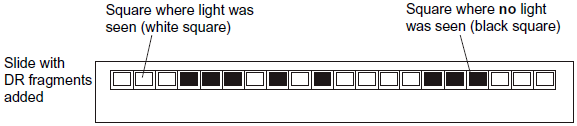 Square where light was
seen (white square)
Square where no light
was seen (black square)
Slide with
DR fragments
added